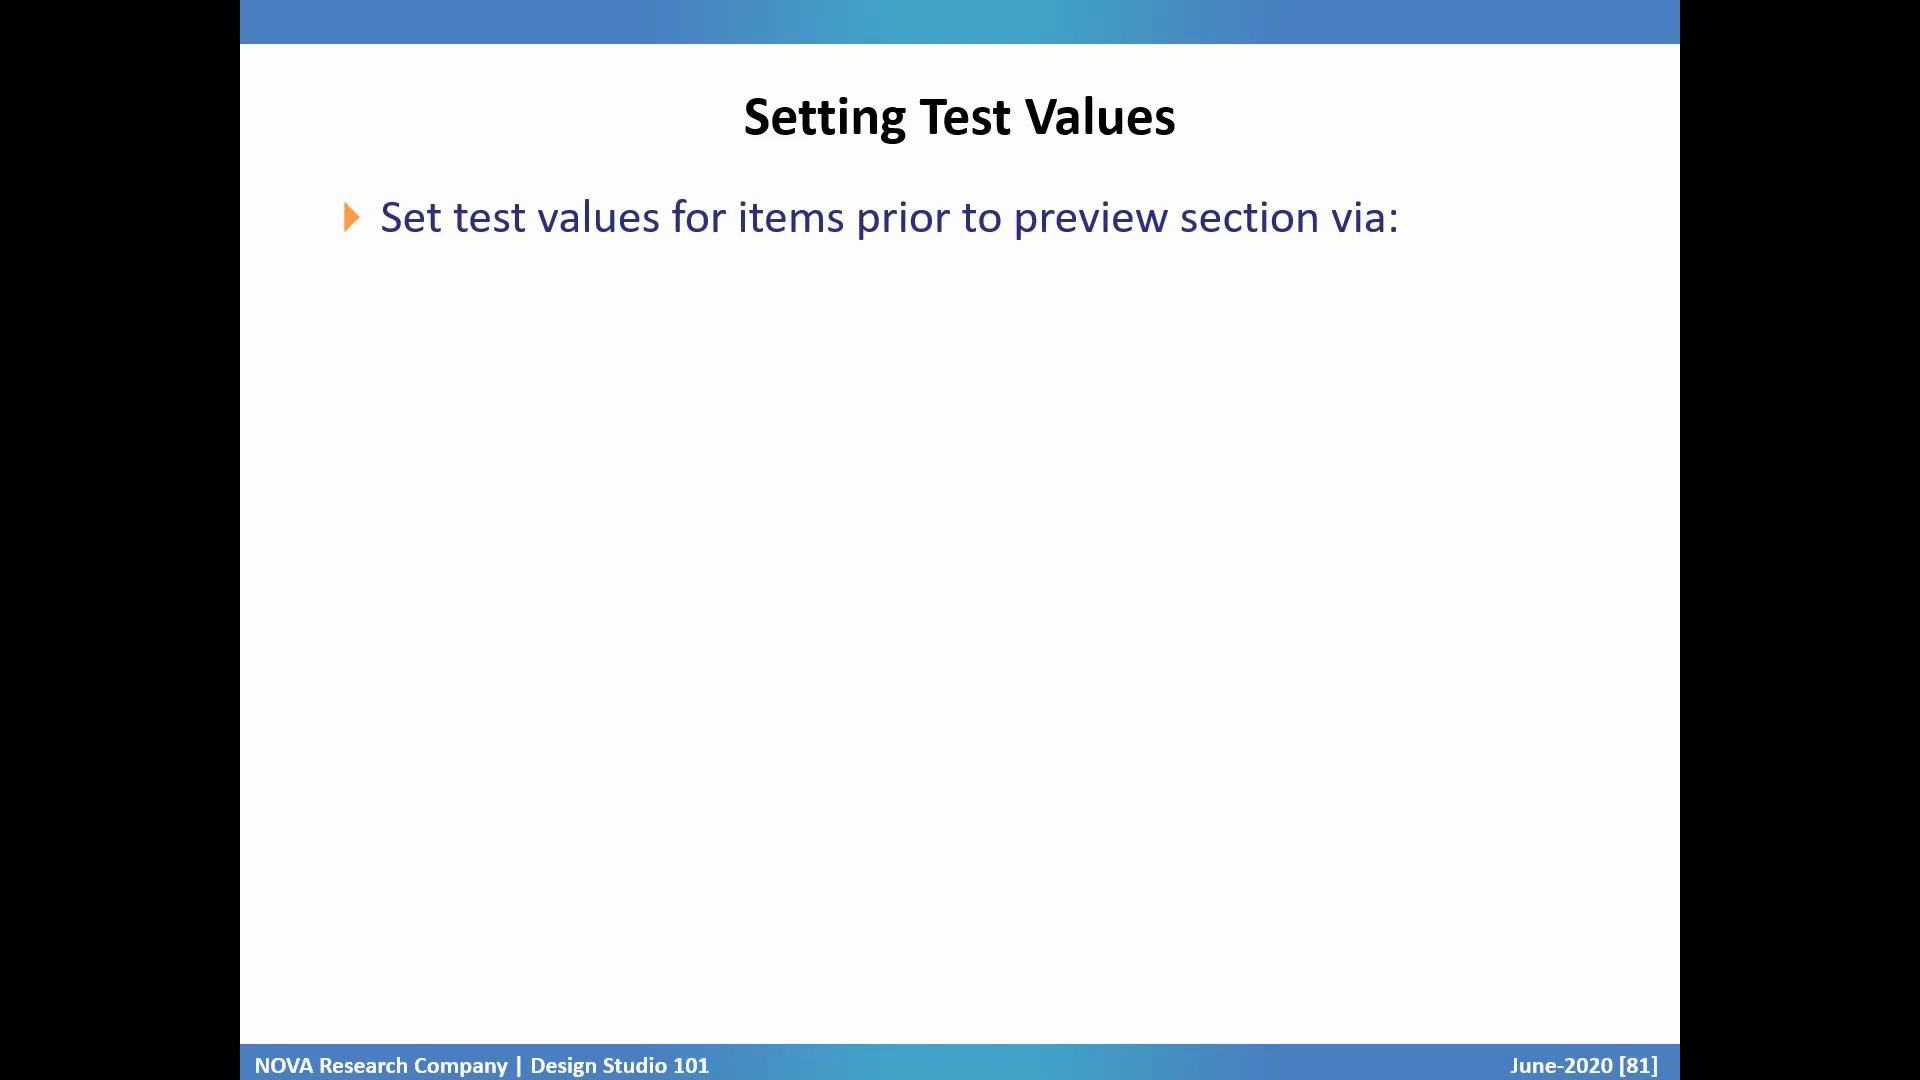 Setting Test Values
Set test values for items prior to preview section via:
NOVA Research Company | Design Studio 101
June-2020 [81]